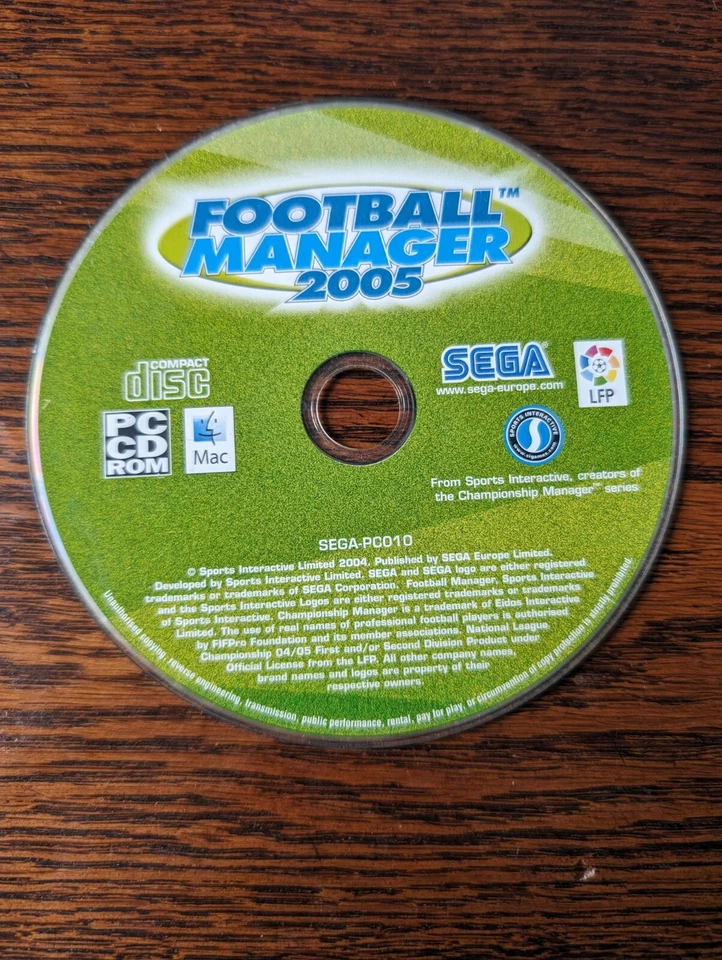 FOOTBALL™
MANAGER
2005
COMPACT
disc
PC
CD
ROM
Mac
SEGA®
www.sega-europe.com
LFP
SPORTS INTERACTIVE
www.sigames.com
From Sports Interactive, creators of
the Championship Manager™ series
SEGA-PC010
© Sports Interactive Limited 2004. Published by SEGA Europe Limited.
Developed by Sports Interactive Limited. SEGA and SEGA logo are either registered
trademarks or trademarks of SEGA Corporation. Football Manager, Sports Interactive
and the Sports Interactive Logos are either registered trademarks or trademarks
of Sports Interactive. Championship Manager is a trademark of Eidos Interactive
Limited. The use of real names of professional football players is authorised
by FIFPro Foundation and its member associations. National League
Championship 04/05 First and/or Second Division Product under
Official License from the LFP. All other company names,
brand names and logos are property of their
respective owners.
Unauthorised copying, reverse engineering, transmission, public performance, rental, pay for play, or circumvention of copy protection is strictly prohibited.